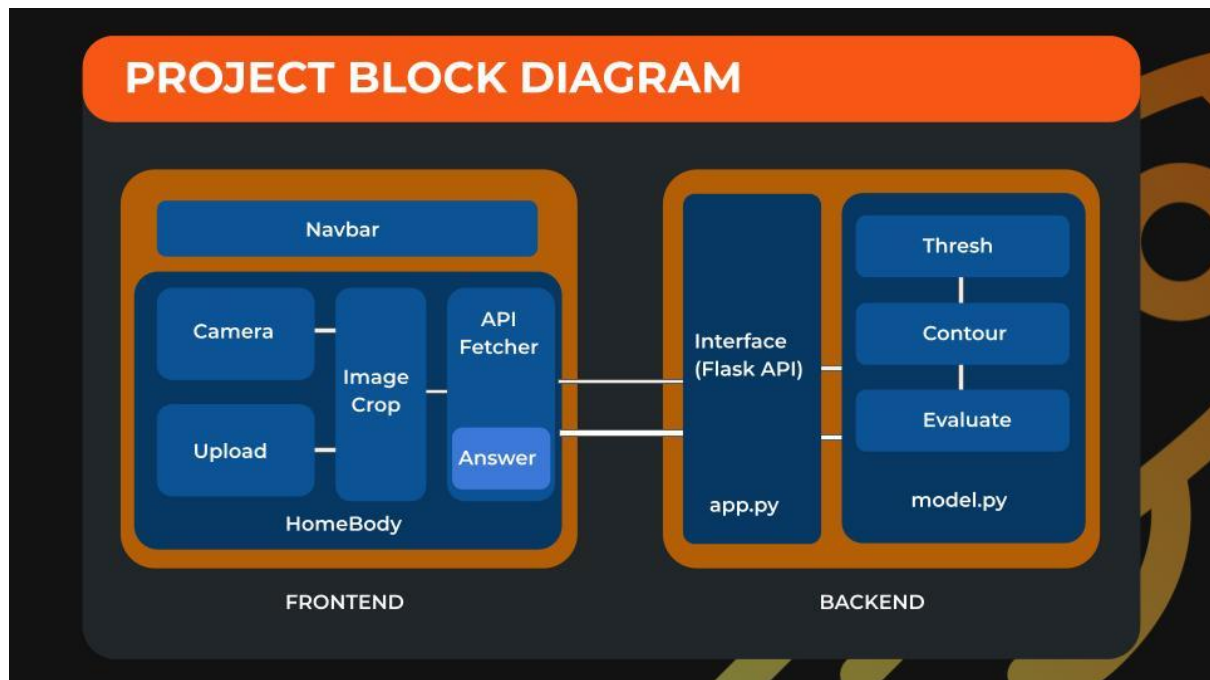 PROJECT BLOCK DIAGRAM
Navbar
Camera
Upload
Image
Crop
API
Fetcher
Answer
HomeBody
FRONTEND
Interface
(Flask API)
app.py
Thresh
Contour
Evaluate
model.py
BACKEND